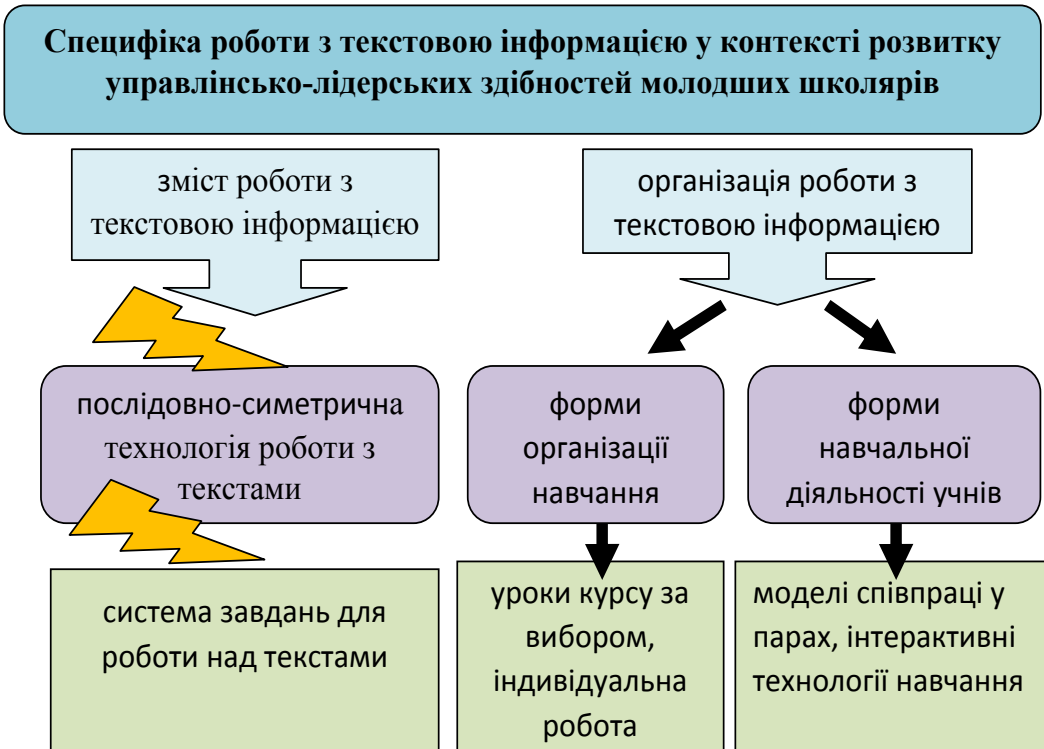 Специфіка роботи з текстовою інформацією у контексті розвитку
управлінсько-лідерських здібностей молодших школярів
зміст роботи з
текстовою інформацією
організація роботи з
текстовою інформацією
послідовно-симетрична
технологія роботи з
текстами
форми
організації
навчання
форми
навчальної
діяльності учнів
система завдань для
роботи над текстами
уроки курсу за
вибором,
індивідуальна
робота
моделі співпраці у
парах, інтерактивні
технології навчання